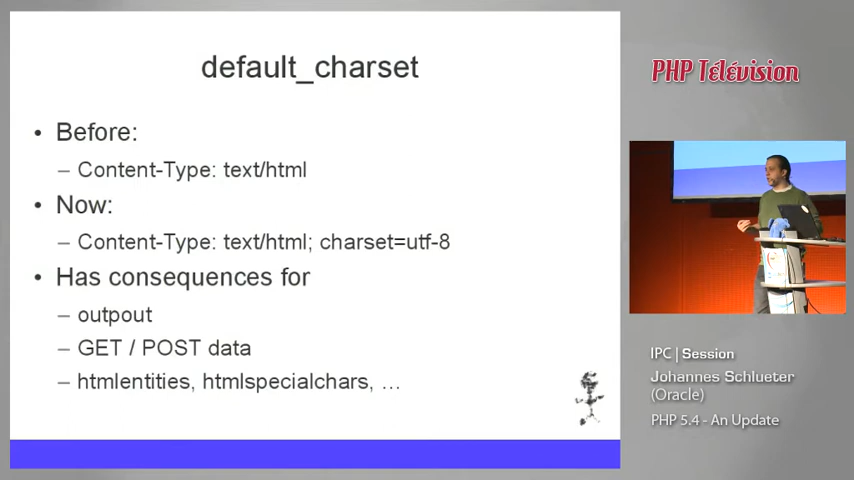 default_charset
• Before:
– Content-Type: text/html
• Now:
– Content-Type: text/html; charset=utf-8
• Has consequences for
– outpout
– GET / POST data
– htmlentities, htmlspecialchars, …
PHP Télévision
IPC | Session
Johannes Schlueter
(Oracle)
PHP 5.4 - An Update